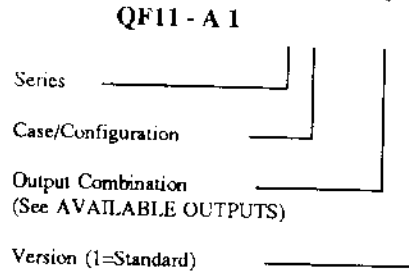 QF11 - A 1
Series
Case/Configuration
Output Combination
(See AVAILABLE OUTPUTS)
Version (1=Standard)